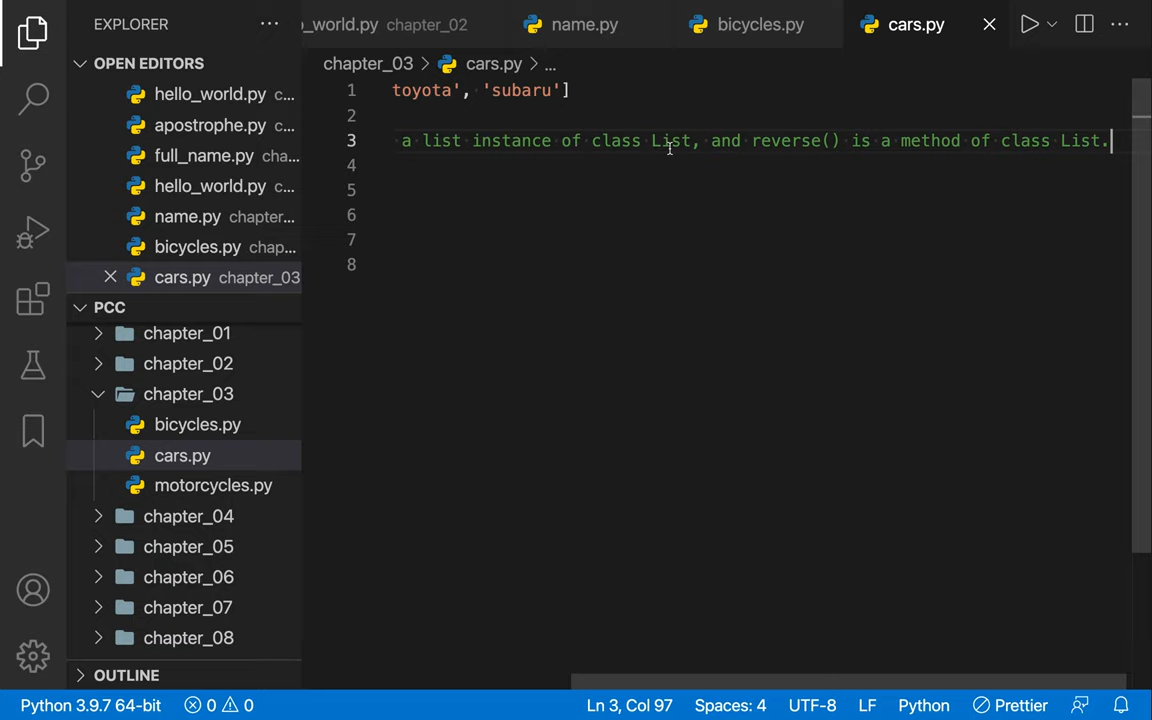 EXPLORER
o_world.py chapter_02
name.py
bicycles.py
cars.py
OPEN EDITORS
hello_world.py c...
apostrophe.py c...
full_name.py cha...
hello_world.py c...
name.py chapter...
bicycles.py chap...
cars.py chapter_03
PCC
chapter_01
chapter_02
chapter_03
bicycles.py
cars.py
motorcycles.py
chapter_04
chapter_05
chapter_06
chapter_07
chapter_08
OUTLINE
chapter_03 > cars.py > ...
1 toyota', 'subaru']
2
3 a list instance of class List, and reverse() is a method of class List.
4
5
6
7
8
Python 3.9.7 64-bit 0 0 Ln 3, Col 97 Spaces: 4 UTF-8 LF Python Prettier